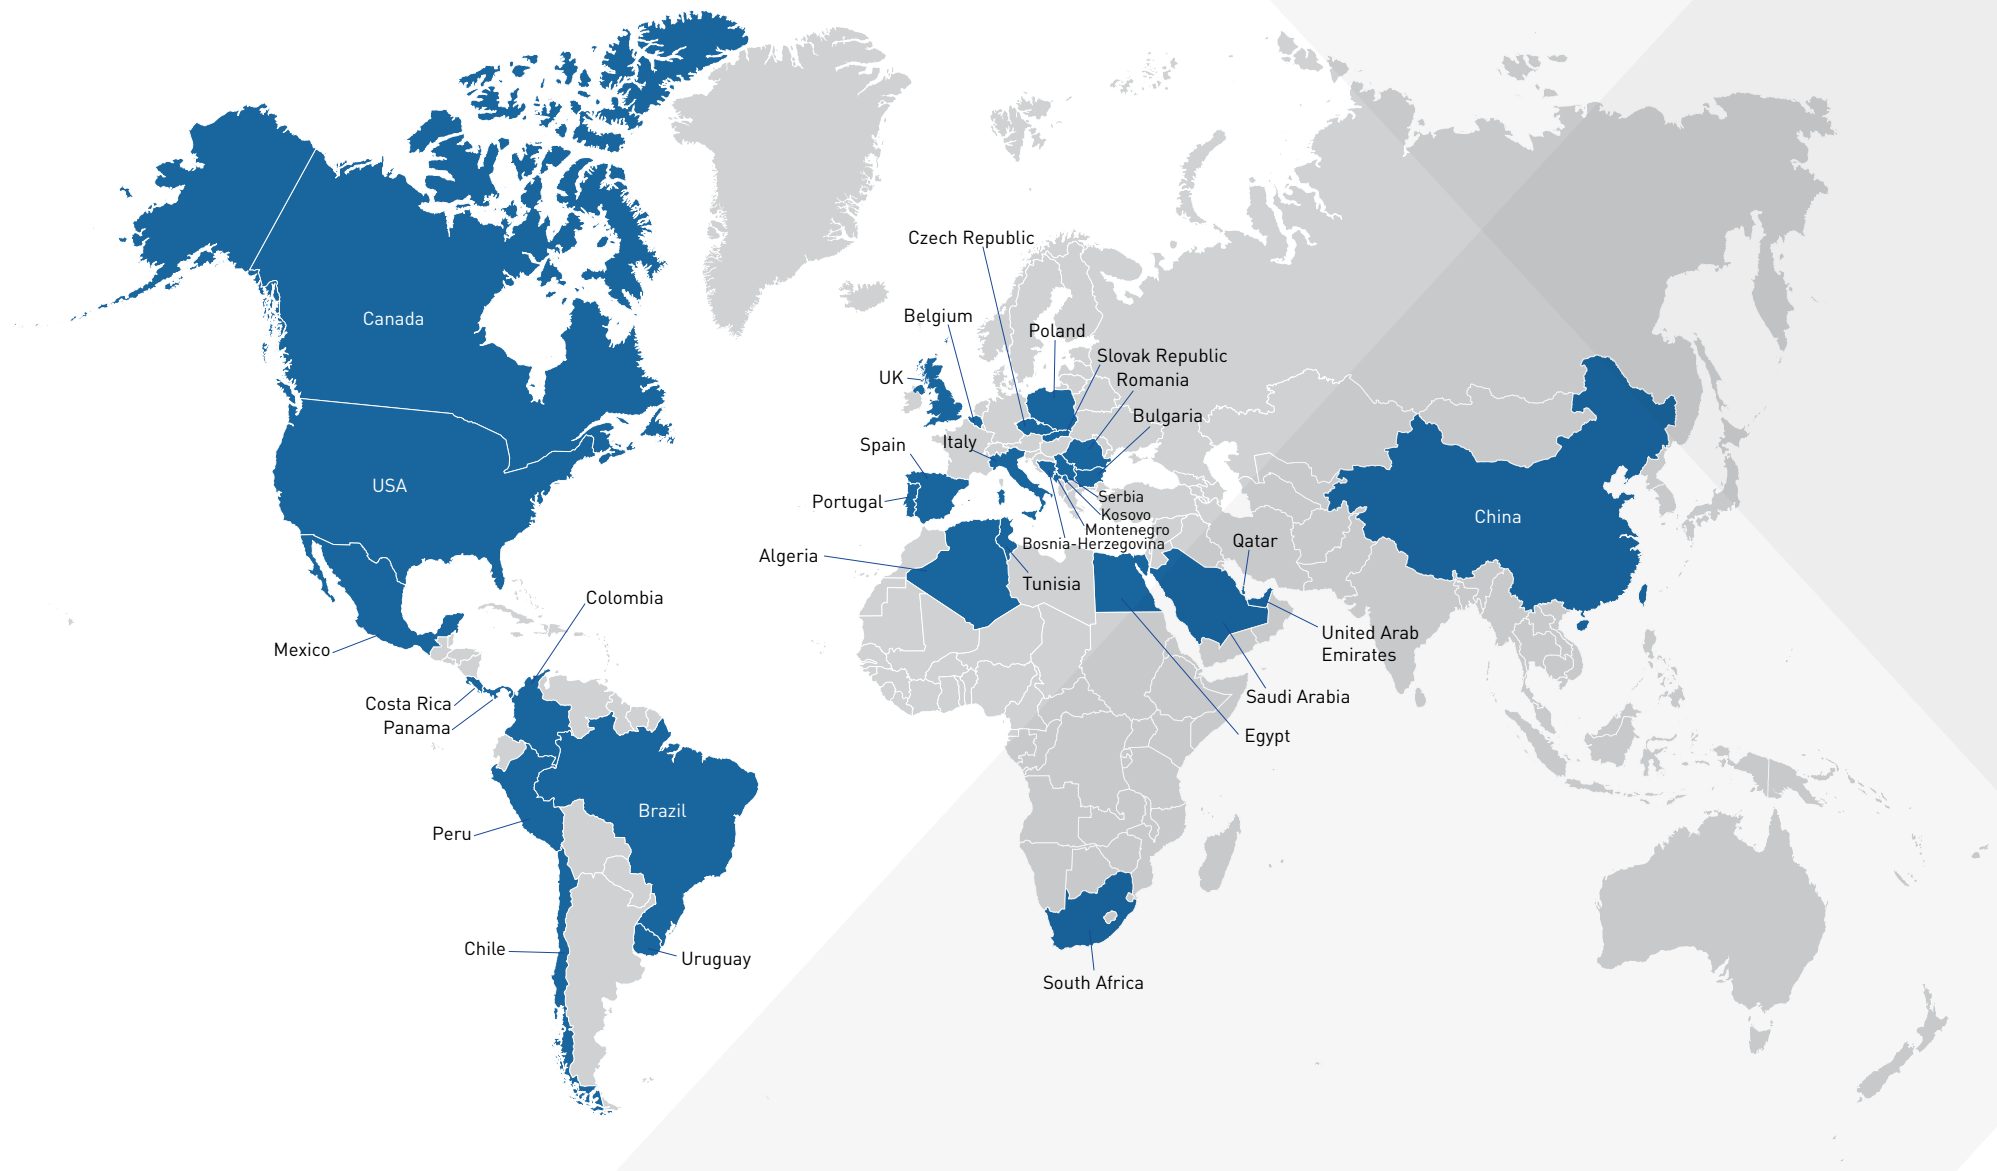 Czech Republic
Belgium
Poland
Canada
Slovak Republic
UK
Romania
Bulgaria
Italy
Spain
USA
Serbia
Portugal
Kosovo
China
Montenegro
Qatar
Bosnia-Herzegovina
Algeria
Tunisia
Colombia
United Arab
Emirates
Mexico
Saudi Arabia
Costa Rica
Panama
Egypt
Brazil
Peru
Chile
Uruguay
South Africa